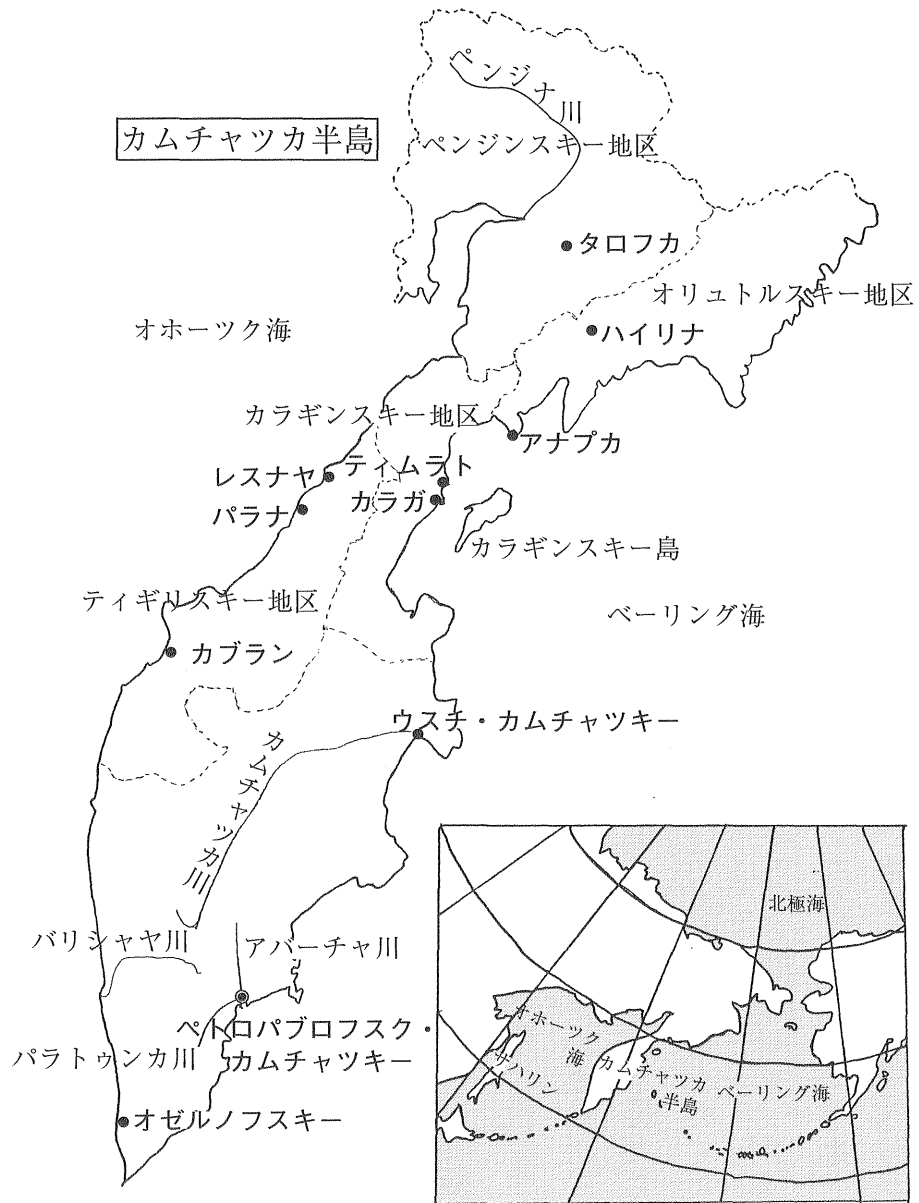 ペンジナ川
カムチャツカ半島
ペンジンスキー地区
タロフカ
オリュトルスキー地区
オホーツク海
ハイリナ
カラギンスキー地区
アナプカ
レスナヤ
ティムラト
パラナ
カラガ
カラギンスキー島
ティギリスキー地区
ベーリング海
カブラン
ウスチ・カムチャツキー
カムチャツカ川
北極海
バリシャヤ川
アバーチャ川
ペトロパブロフスク・
カムチャツキー
パラトゥンカ川
オゼルノフスキー
オホーツク
海
サハリン
カムチャツカ
半島
ベーリング海